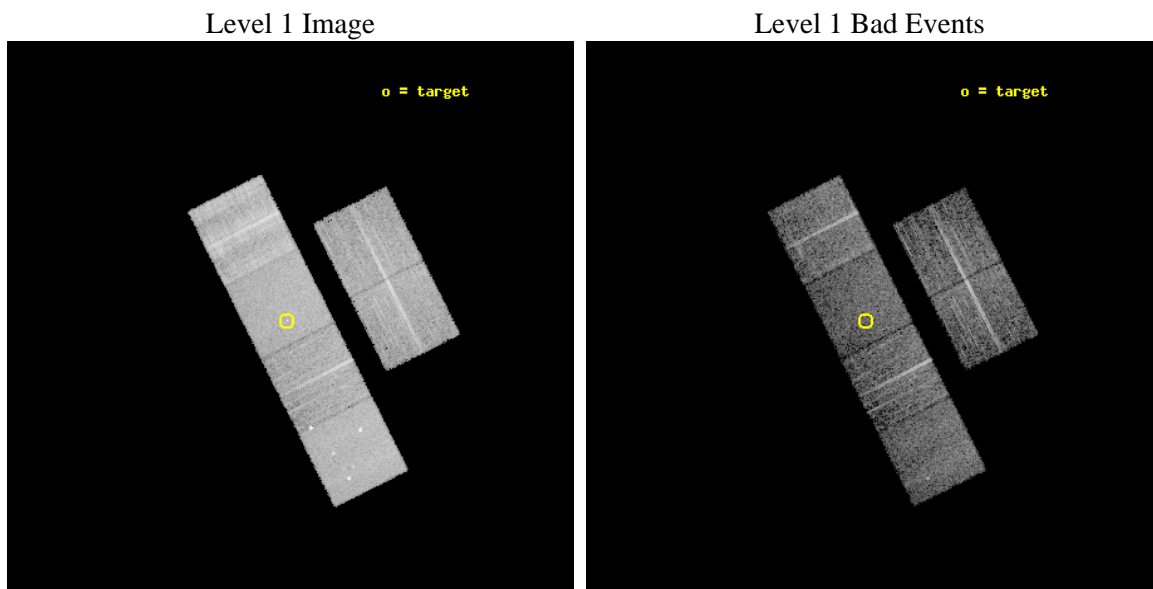 Level 1 Image
Level 1 Bad Events
o = target
o = target